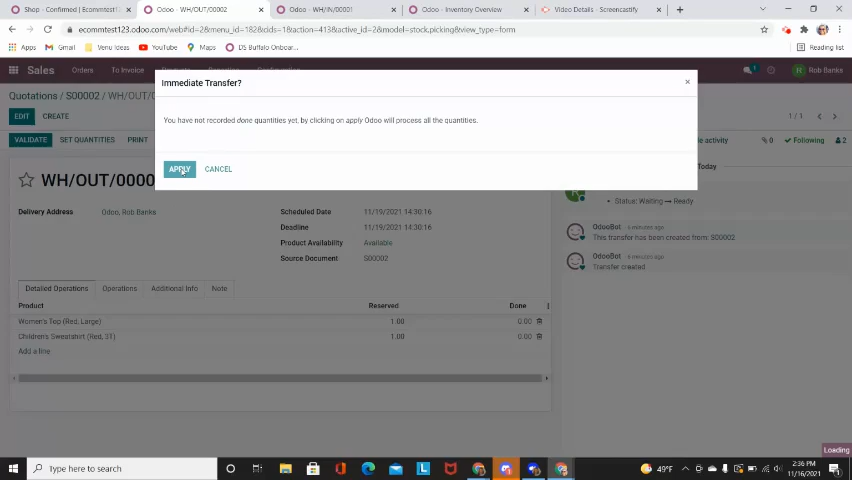 Shop - Confirmed | Ecommtest12
Odoo - WH/OUT/00002
Odoo - WH/IN/00001
Odoo - Inventory Overview
Video Details - Screencastify
ecommtest123.odoo.com/web#id=2&menu_id=182&cids=1&action=413&active_id=2&model=stock.picking&view_type=form
Apps
Gmail
Venu Ideas
YouTube
Maps
DS Buffalo Onboar...
Reading list
Sales
Orders
To Invoice
Rob Banks
Quotations / S00002 / WH/OU
EDIT
CREATE
1 / 1
VALIDATE
SET QUANTITIES
PRINT
le activity
0
Following
2
Immediate Transfer?
×
You have not recorded done quantities yet, by clicking on apply Odoo will process all the quantities.
APPLY
CANCEL
WH/OUT/0000
Today
Delivery Address
Odoo, Rob Banks
Scheduled Date
11/19/2021 14:30:16
Deadline
11/19/2021 14:30:16
Product Availability
Available
Source Document
S00002
Status: Waiting → Ready
OdooBot - 6 minutes ago
This transfer has been created from: S00002
OdooBot - 6 minutes ago
Transfer created
Detailed Operations
Operations
Additional Info
Note
Product
Reserved
Done
Women's Top (Red, Large)
1.00
0.00
Children's Sweatshirt (Red, 3T)
1.00
0.00
Add a line
Loading
Type here to search
49°F
2:36 PM
11/16/2021